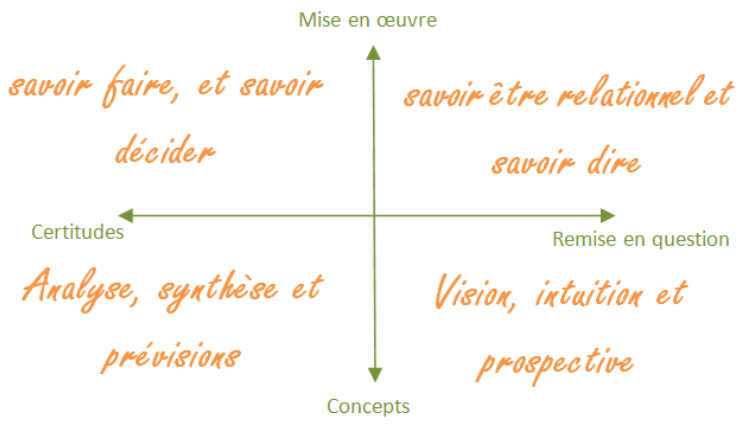 Mise en œuvre
savoir faire, et savoir
décider
savoir être relationnel et
savoir dire
Certitudes
Remise en question
Analyse, synthèse et
prévisions
Vision, intuition et
prospective
Concepts